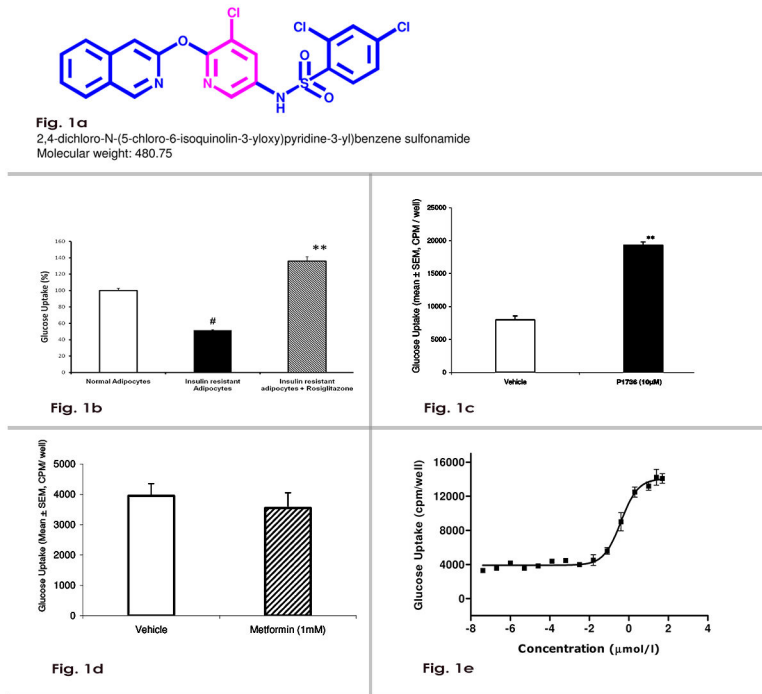 Cl
Cl
Cl
O
O
N
N
S
N
H
O
Fig. 1a
2,4-dichloro-N-(5-chloro-6-isoquinolin-3-yloxy)pyridine-3-yl)benzene sulfonamide
Molecular weight: 480.75
Glucose Uptake (%)
160
140
120
100
80
60
40
20
0
#
**
Normal Adipocytes
Insulin resistant
Adipocytes
Insulin resistant
adipocytes + Rosiglitazone
Fig. 1b
Glucose Uptake (mean ± SEM, CPM / well)
25000
20000
15000
10000
5000
0
**
Vehicle
P1736 (10µM)
Fig. 1c
Glucose Uptake (Mean ± SEM, CPM/ well)
5000
4000
3000
2000
1000
0
Vehicle
Metformin (1mM)
Fig. 1d
Glucose Uptake (cpm/well)
16000
12000
8000
4000
0
-8
-6
-4
-2
0
2
4
Concentration (µmol/l)
Fig. 1e